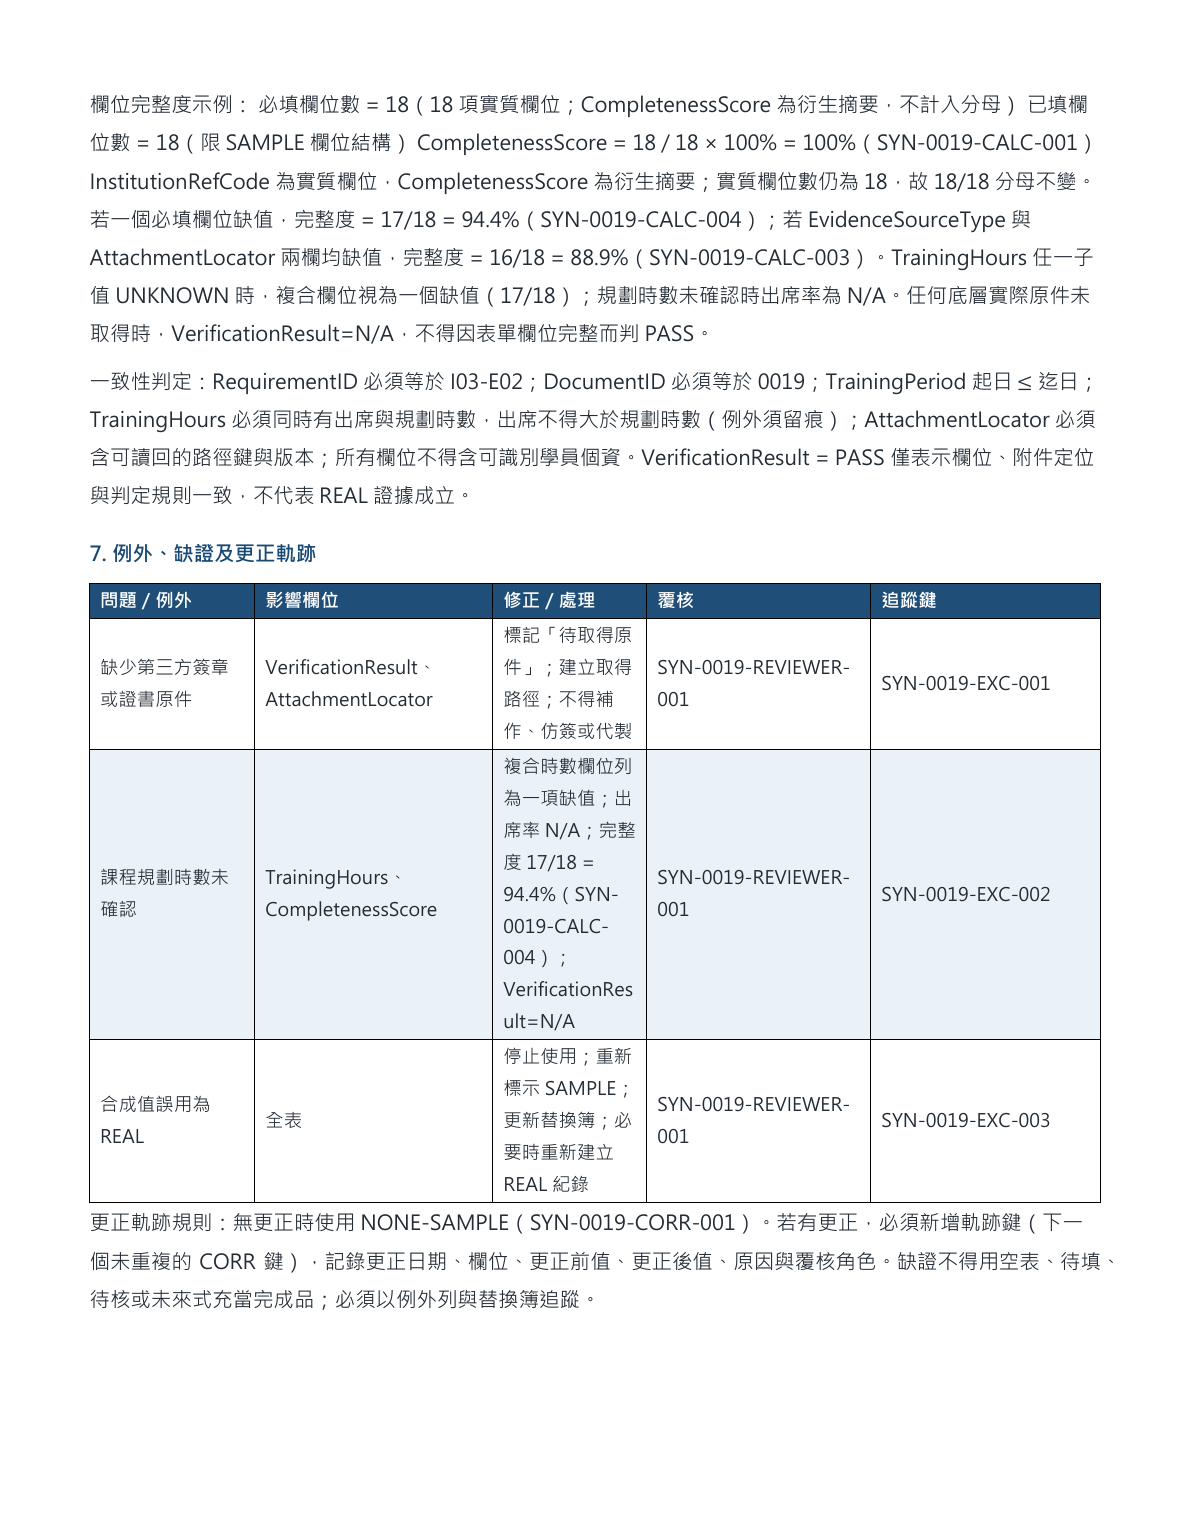 欄位完整度示例： 必填欄位數 = 18（18 項實質欄位；CompletenessScore 為衍生摘要，不計入分母） 已填欄
位數 = 18（限 SAMPLE 欄位結構） CompletenessScore = 18 / 18 × 100% = 100%（SYN-0019-CALC-001）
InstitutionRefCode 為實質欄位，CompletenessScore 為衍生摘要；實質欄位數仍為 18，故 18/18 分母不變。
若一個必填欄位缺值，完整度 = 17/18 = 94.4%（SYN-0019-CALC-004）；若 EvidenceSourceType 與
AttachmentLocator 兩欄均缺值，完整度 = 16/18 = 88.9%（SYN-0019-CALC-003）。TrainingHours 任一子
值 UNKNOWN 時，複合欄位視為一個缺值（17/18）；規劃時數未確認時出席率為 N/A。任何底層實際原件未
取得時，VerificationResult=N/A，不得因表單欄位完整而判 PASS。
一致性判定：RequirementID 必須等於 I03-E02；DocumentID 必須等於 0019；TrainingPeriod 起日 ≤ 迄日；
TrainingHours 必須同時有出席與規劃時數，出席不得大於規劃時數（例外須留痕）；AttachmentLocator 必須
含可讀回的路徑鍵與版本；所有欄位不得含可識別學員個資。VerificationResult = PASS 僅表示欄位、附件定位
與判定規則一致，不代表 REAL 證據成立。
7. 例外、缺證及更正軌跡
問題 / 例外
影響欄位
修正 / 處理
覆核
追蹤鍵
缺少第三方簽章
或證書原件
VerificationResult、
AttachmentLocator
標記「待取得原
件」；建立取得
路徑；不得補
作、仿簽或代製
SYN-0019-REVIEWER-
001
SYN-0019-EXC-001
課程規劃時數未
確認
TrainingHours、
CompletenessScore
複合時數欄位列
為一項缺值；出
席率 N/A；完整
度 17/18 =
94.4%（SYN-
0019-CALC-
004）；
VerificationRes
ult=N/A
SYN-0019-REVIEWER-
001
SYN-0019-EXC-002
合成值誤用為
REAL
全表
停止使用；重新
標示 SAMPLE；
更新替換簿；必
要時重新建立
REAL 紀錄
SYN-0019-REVIEWER-
001
SYN-0019-EXC-003
更正軌跡規則：無更正時使用 NONE-SAMPLE（SYN-0019-CORR-001）。若有更正，必須新增軌跡鍵（下一
個未重複的 CORR 鍵），記錄更正日期、欄位、更正前值、更正後值、原因與覆核角色。缺證不得用空表、待填、
待核或未來式充當完成品；必須以例外列與替換簿追蹤。